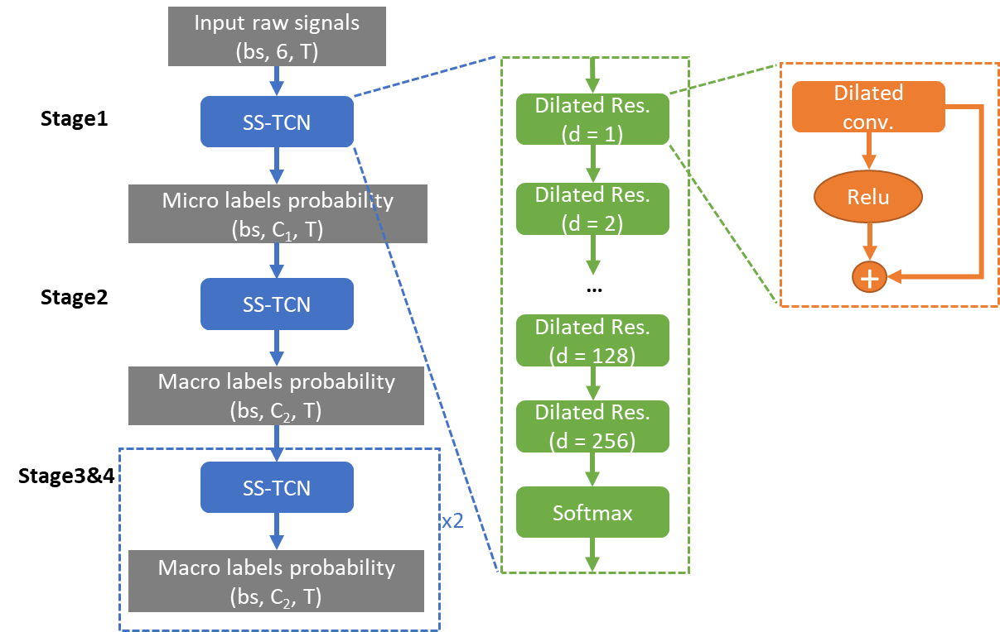 Input raw signals
(bs, 6, T)
Stage1
SS-TCN
Micro labels probability
(bs, C₁, T)
Stage2
SS-TCN
Macro labels probability
(bs, C₂, T)
Stage3&4
SS-TCN
x2
Macro labels probability
(bs, C₂, T)
Dilated Res.
(d = 1)
Dilated Res.
(d = 2)
...
Dilated Res.
(d = 128)
Dilated Res.
(d = 256)
Softmax
Dilated
conv.
Relu
+